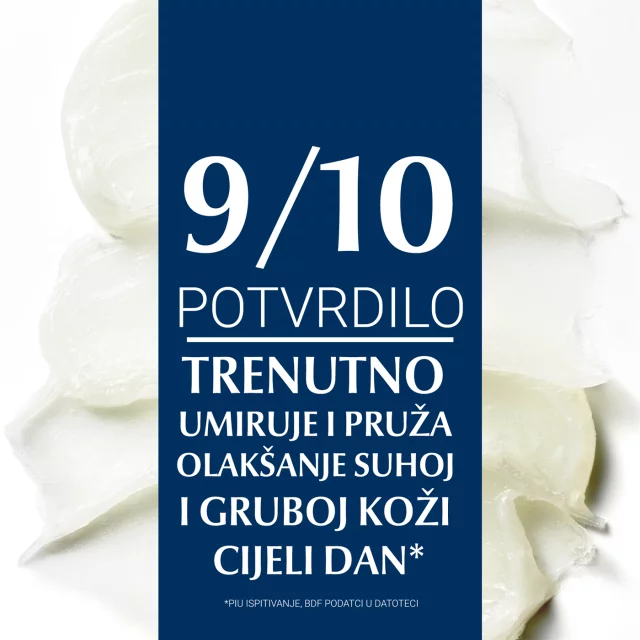 9/10
POTVRDILO
TRENUTNO
UMIRUJE I PRUŽA
OLAKŠANJE SUHOJ
I GRUBOJ KOŽI
CIJELI DAN*
*PIU ISPITIVANJE, BDF PODATCI U DATOTECI